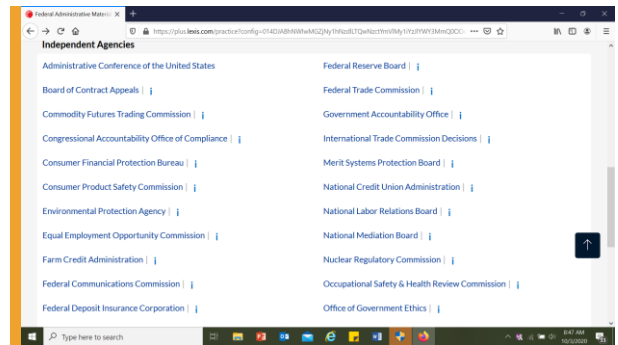 Federal Administrative Materia
https://plus.lexis.com/practice?config=
Independent Agencies
Administrative Conference of the United States
Board of Contract Appeals | i
Commodity Futures Trading Commission | i
Congressional Accountability Office of Compliance | i
Consumer Financial Protection Bureau | i
Consumer Product Safety Commission | i
Environmental Protection Agency | i
Equal Employment Opportunity Commission | i
Farm Credit Administration | i
Federal Communications Commission | i
Federal Deposit Insurance Corporation | i
Federal Reserve Board | i
Federal Trade Commission | i
Government Accountability Office | i
International Trade Commission Decisions | i
Merit Systems Protection Board | i
National Credit Union Administration | i
National Labor Relations Board | i
National Mediation Board | i
Nuclear Regulatory Commission | i
Occupational Safety & Health Review Commission | i
Office of Government Ethics | i
Type here to search
8:47 AM
10/3/2020